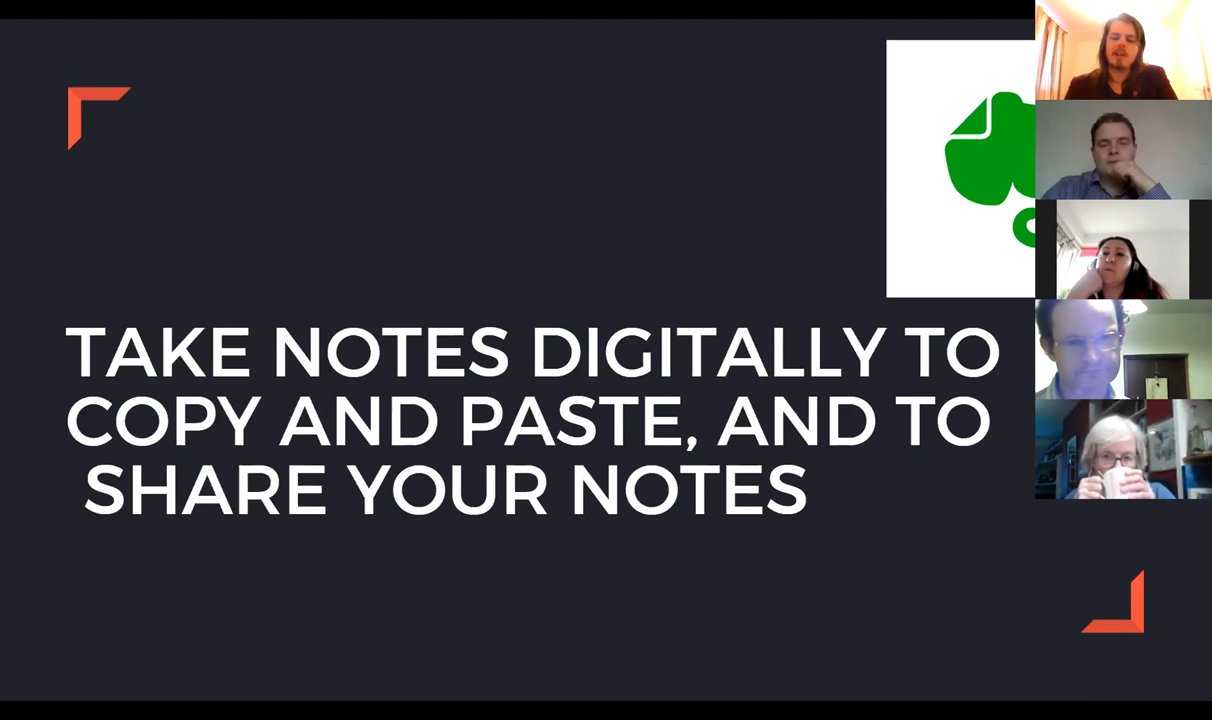 TAKE NOTES DIGITALLY TO
COPY AND PASTE, AND TO
SHARE YOUR NOTES